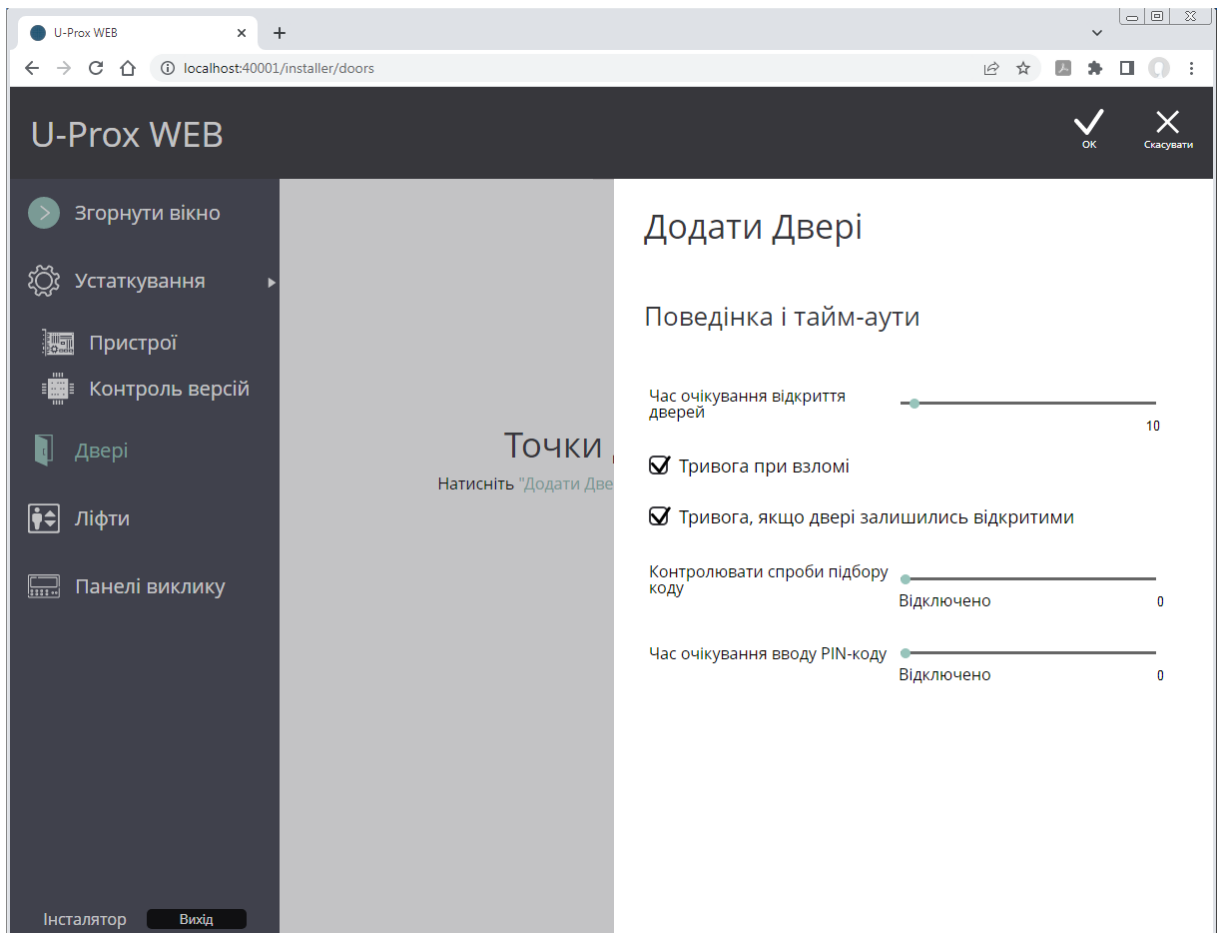 U-Prox WEB
localhost:40001/installer/doors
U-Prox WEB
OK
Скасувати
Згорнути вікно
Устаткування
Пристрої
Контроль версій
Двері
Ліфти
Панелі виклику
Інсталятор
Вихід
Точки
Натисніть "Додати Две
Додати Двері
Поведінка і тайм-аути
Час очікування відкриття
дверей
10
Тривога при взломі
Тривога, якщо двері залишились відкритими
Контролювати спроби підбору
коду
Відключено
0
Час очікування вводу PIN-коду
Відключено
0